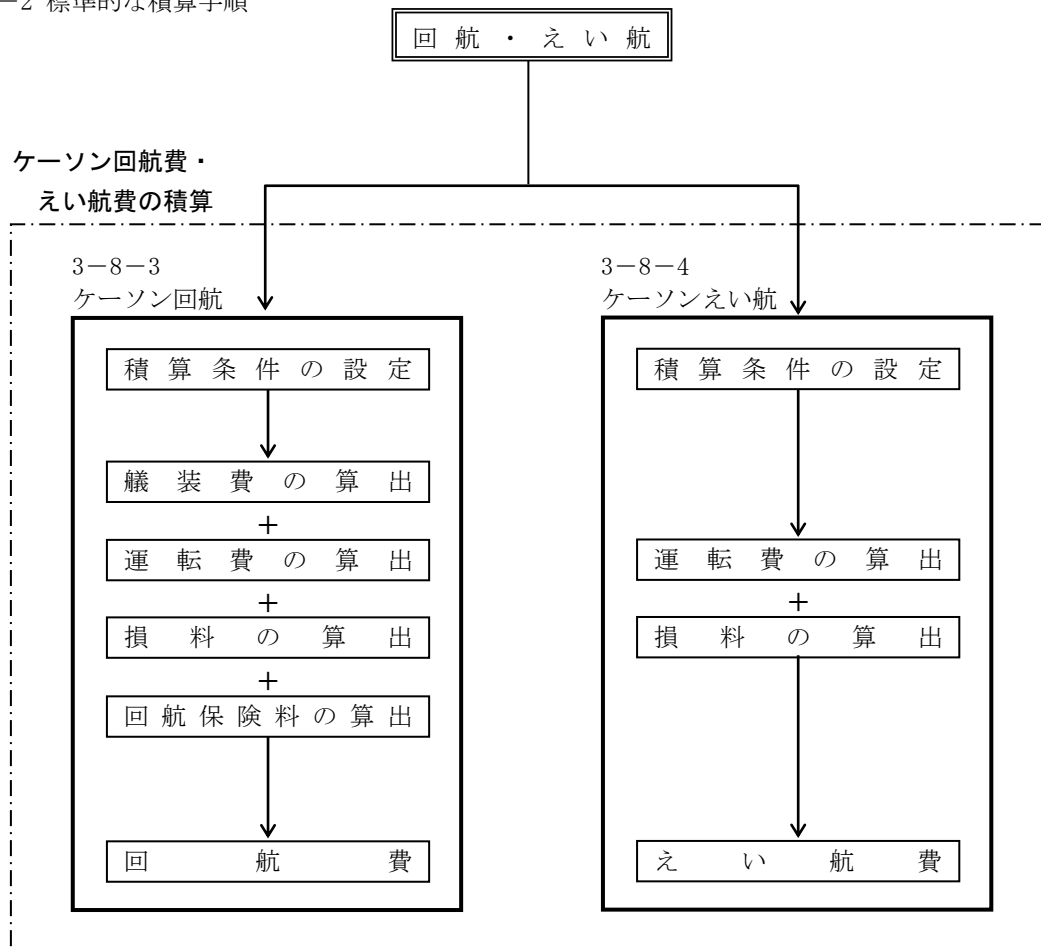 －2 標準的な積算手順
回航・えい航
ケーソン回航費・
えい航費の積算
3－8－3
ケーソン回航
積算条件の設定
艤装費の算出
＋
運転費の算出
＋
損料の算出
＋
回航保険料の算出
回航費
3－8－4
ケーソンえい航
積算条件の設定
運転費の算出
＋
損料の算出
えい航費